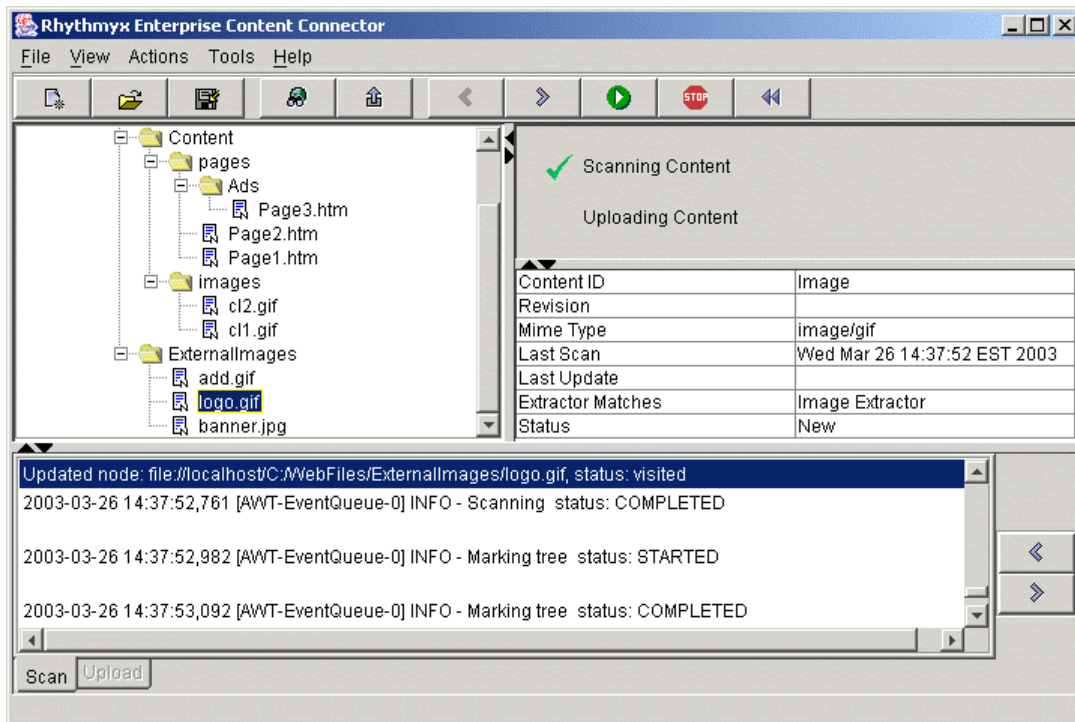 Rhythmyx Enterprise Content Connector
File View Actions Tools Help
STOP
Content
pages
Ads
Page3.htm
Page2.htm
Page1.htm
images
cl2.gif
cl1.gif
ExternalImages
add.gif
logo.gif
banner.jpg
Scanning Content
Uploading Content
Content ID Image
Revision
Mime Type image/gif
Last Scan Wed Mar 26 14:37:52 EST 2003
Last Update
Extractor Matches Image Extractor
Status New
Updated node: file://localhost/C:/WebFiles/ExternalImages/logo.gif, status: visited
2003-03-26 14:37:52,761 [AWT-EventQueue-0] INFO - Scanning  status: COMPLETED
2003-03-26 14:37:52,982 [AWT-EventQueue-0] INFO - Marking tree  status: STARTED
2003-03-26 14:37:53,092 [AWT-EventQueue-0] INFO - Marking tree  status: COMPLETED
Scan Upload